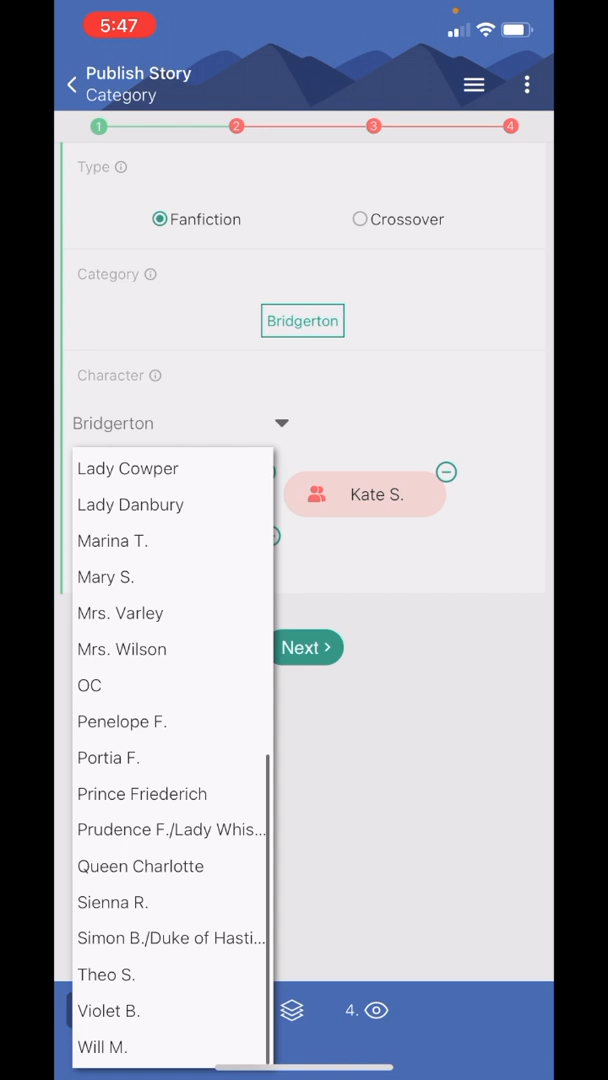 5:47
Publish Story
Category
1
2
3
4
Type
Fanfiction
Crossover
Category
Bridgerton
Character
Bridgerton
Lady Cowper
Lady Danbury
Kate S.
Marina T.
Mary S.
Mrs. Varley
Mrs. Wilson
Next >
OC
Penelope F.
Portia F.
Prince Friederich
Prudence F./Lady Whis...
Queen Charlotte
Sienna R.
Simon B./Duke of Hasti...
Theo S.
Violet B.
4.
Will M.